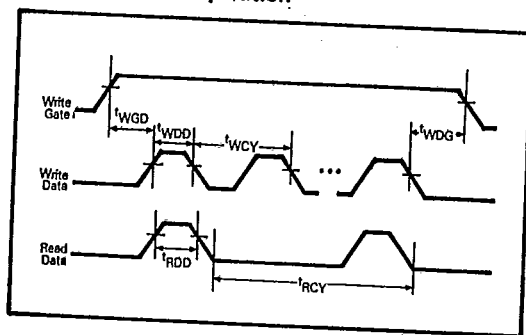 Write
Gate
tWGD
tWDD
tWCY
tWDG
Write
Data
...
Read
Data
tRDD
tRCY